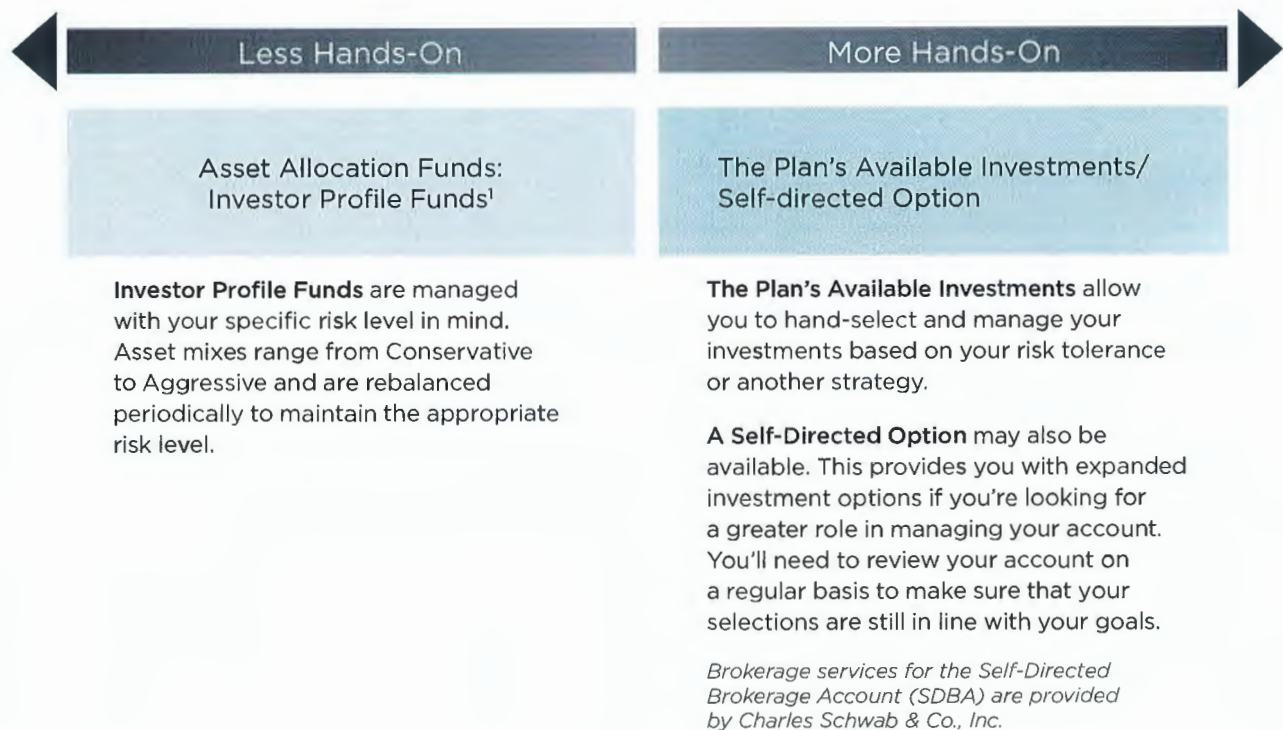 Less Hands-On
More Hands-On
Asset Allocation Funds:
Investor Profile Funds¹
The Plan's Available Investments/
Self-directed Option
Investor Profile Funds are managed
with your specific risk level in mind.
Asset mixes range from Conservative
to Aggressive and are rebalanced
periodically to maintain the appropriate
risk level.
The Plan's Available Investments allow
you to hand-select and manage your
investments based on your risk tolerance
or another strategy.
A Self-Directed Option may also be
available. This provides you with expanded
investment options if you're looking for
a greater role in managing your account.
You'll need to review your account on
a regular basis to make sure that your
selections are still in line with your goals.
Brokerage services for the Self-Directed
Brokerage Account (SDBA) are provided
by Charles Schwab & Co., Inc.